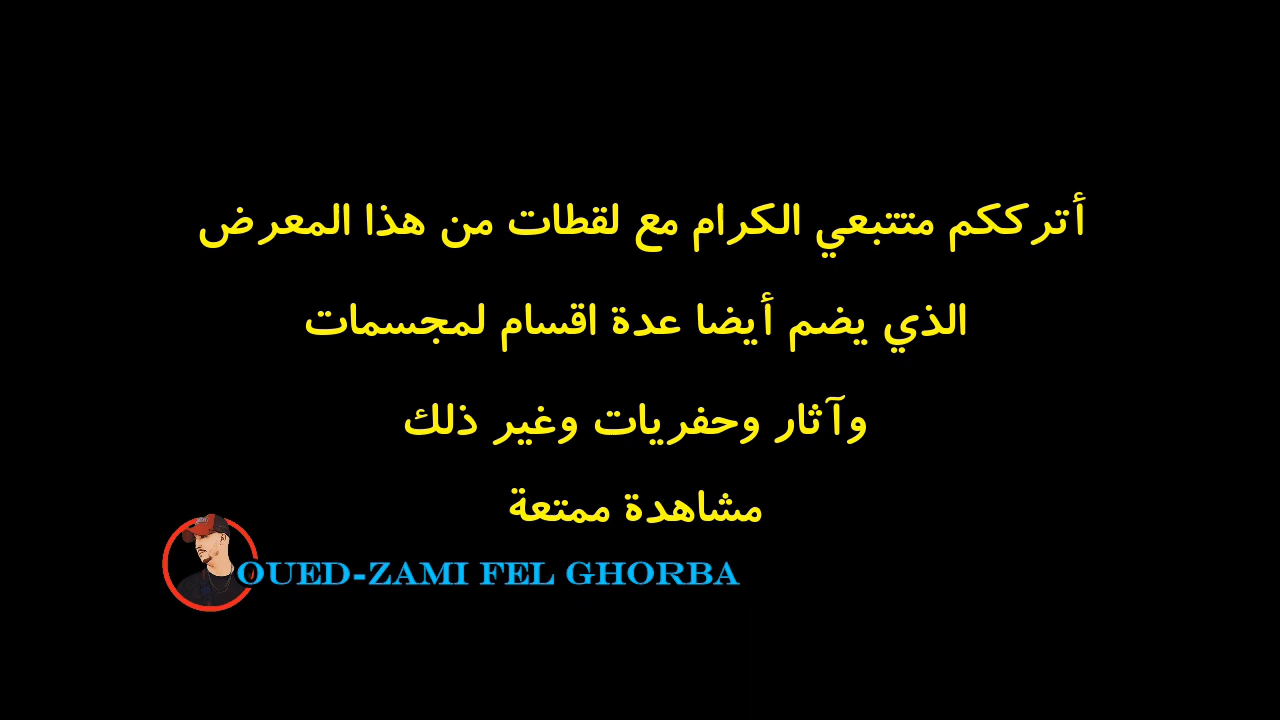 أترككم متتبعي الكرام مع لقطات من هذا المعرض
الذي يضم أيضا عدة اقسام لمجسمات
وآثار وحفريات وغير ذلك
مشاهدة ممتعة
OUED-ZAMI FEL GHORBA